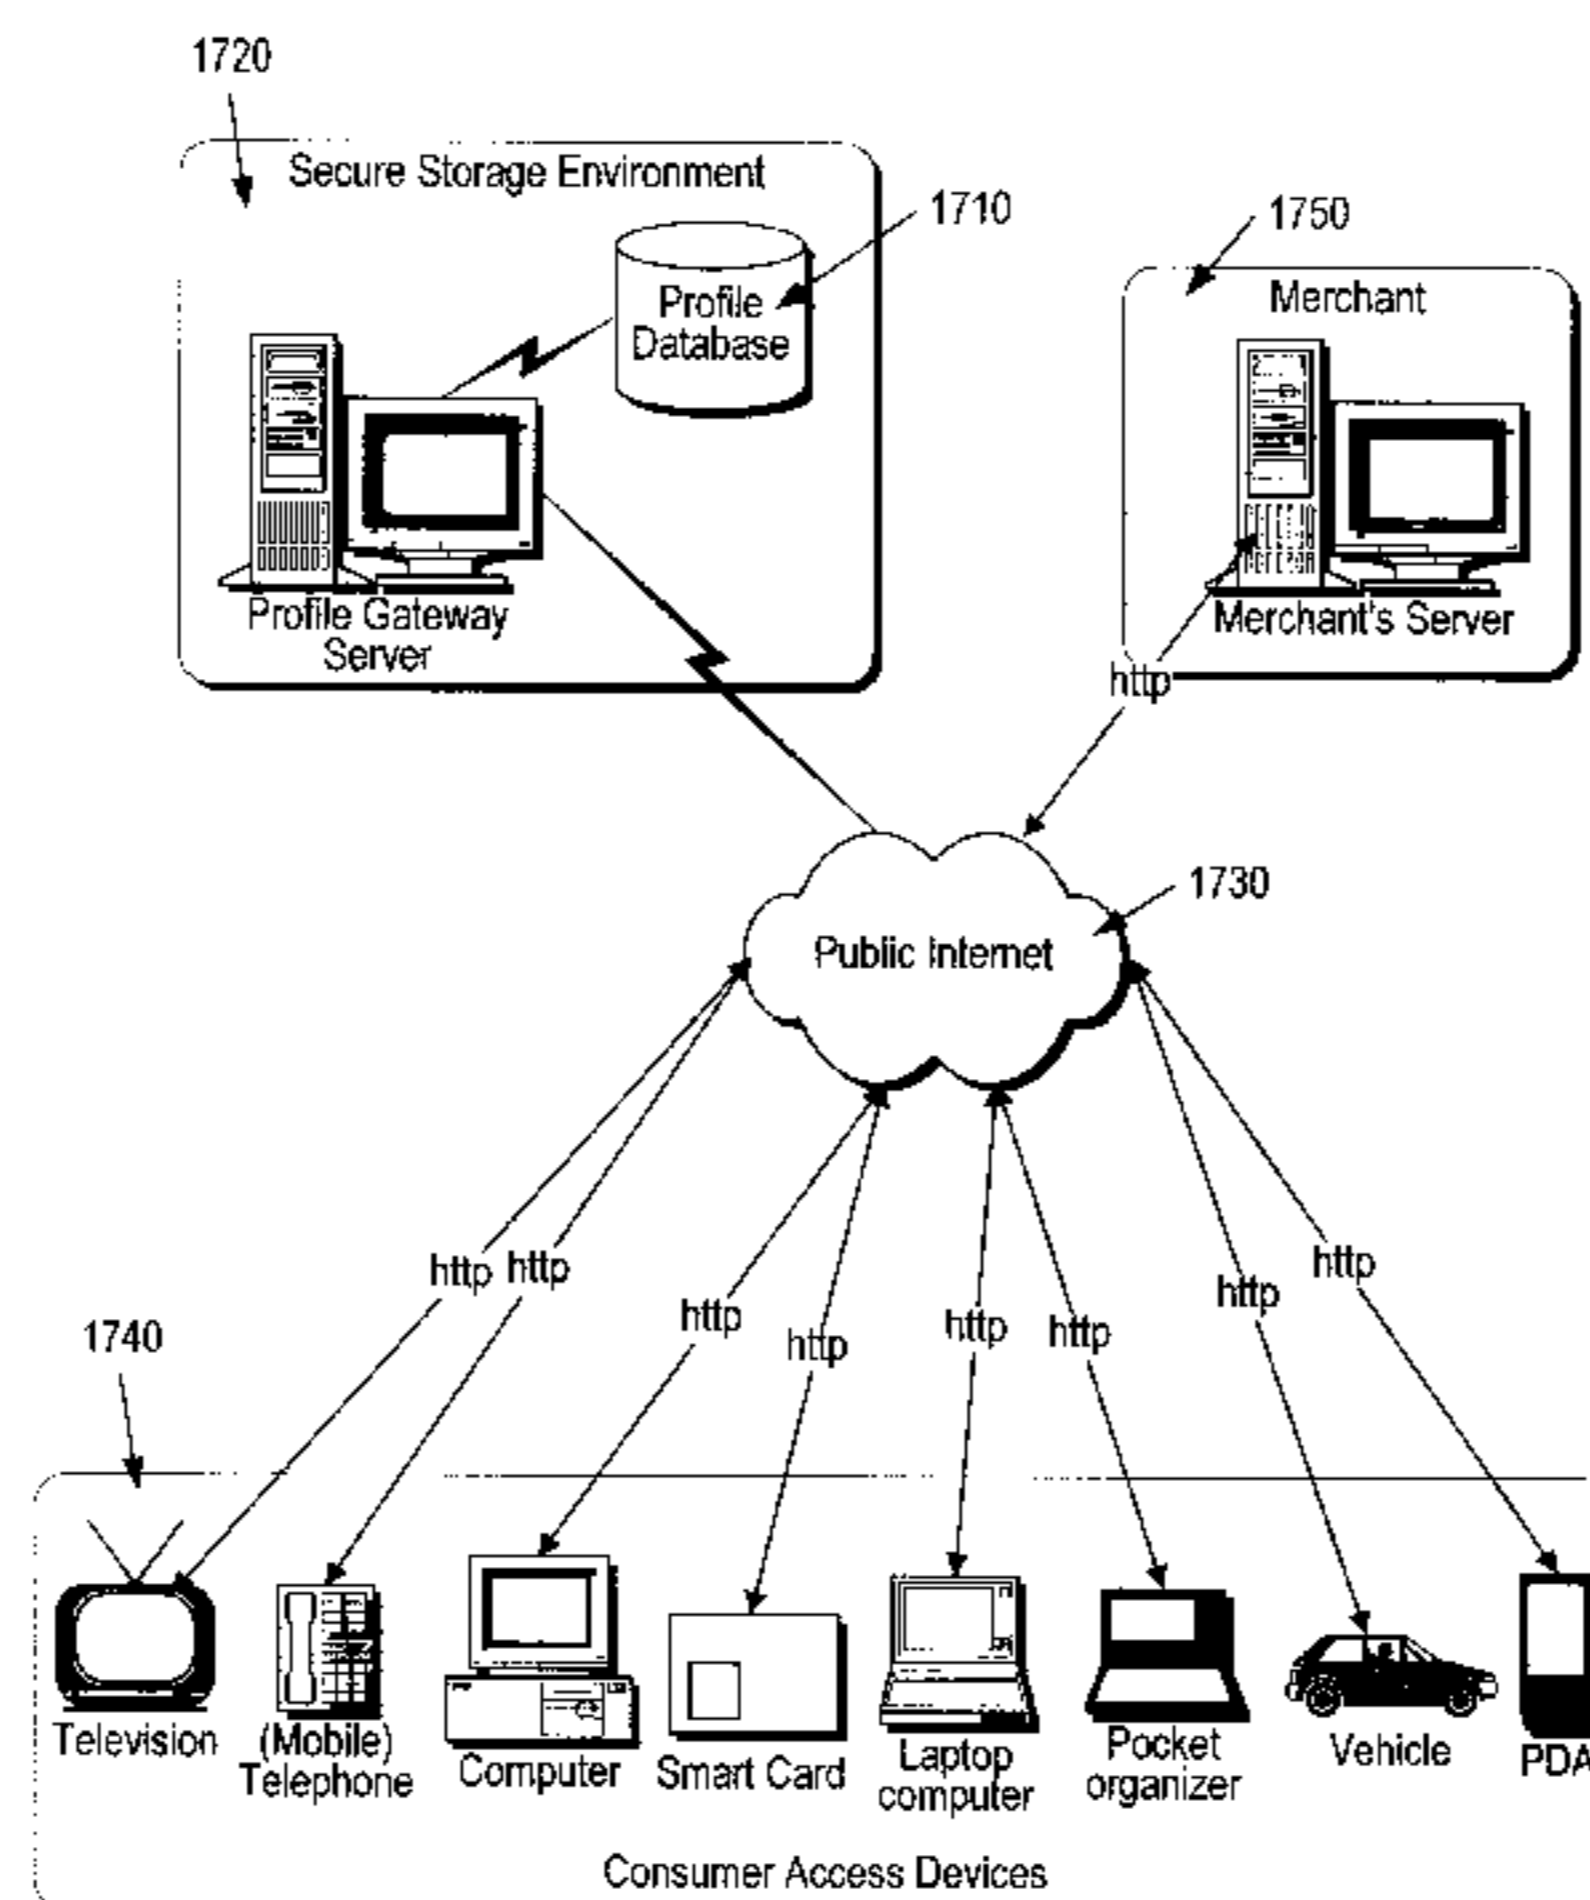 1720
Secure Storage Environment
1710
1750
Profile
Database
Merchant
Profile Gateway
Server
Merchant's Server
http
1730
Public Internet
http
http
http
http
http
http
http
http
1740
Television
(Mobile)
Telephone
Computer
Smart Card
Laptop
computer
Pocket
organizer
Vehicle
PDA
Consumer Access Devices